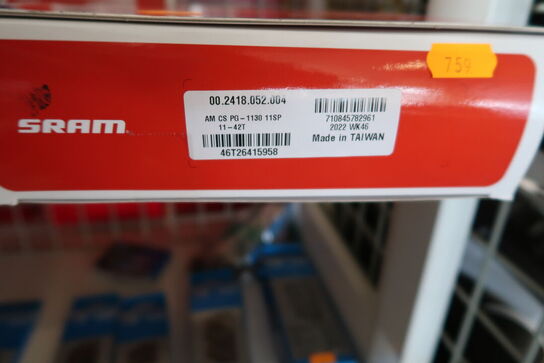 759
SRAM
00.2418.052.004
AM CS PG-1130 11SP
11-42T
46T26415958
710845782961
2022 WK46
Made in TAIWAN